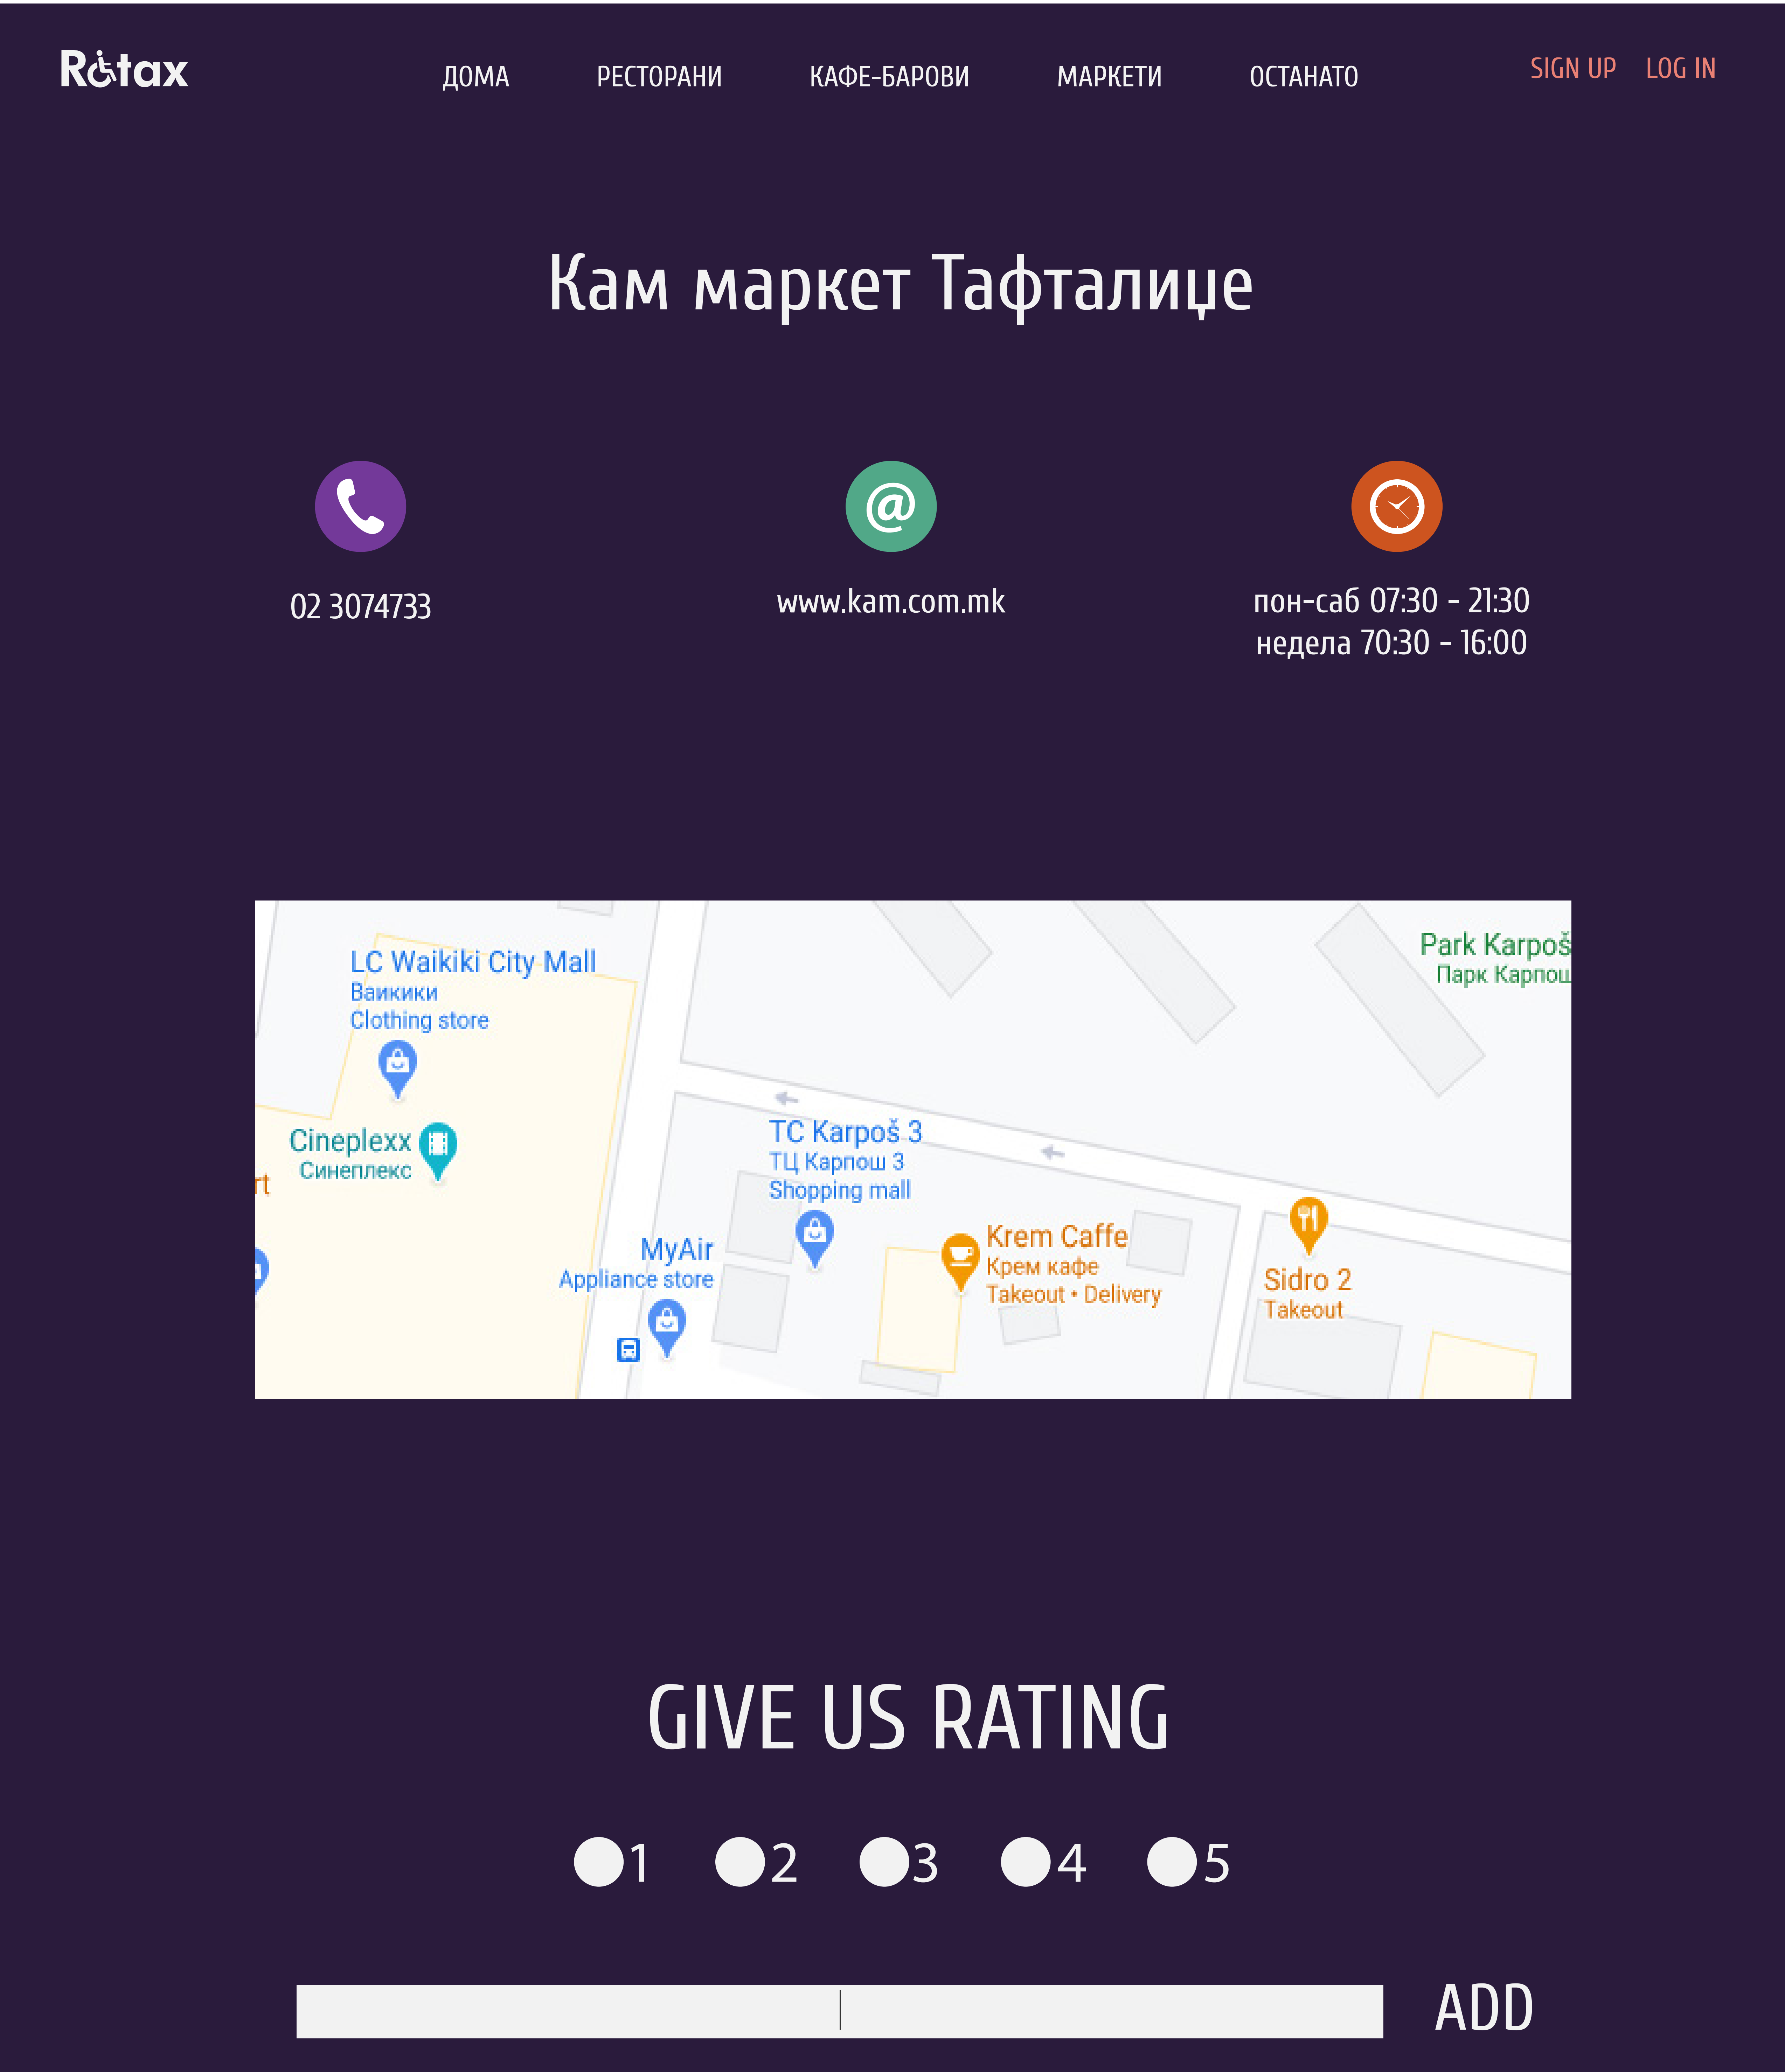 Rotax
ДОМА
РЕСТОРАНИ
КАФЕ-БАРОВИ
МАРКЕТИ
ОСТАНАТО
SIGN UP
LOG IN
Кам маркет Тафталиџе
02 3074733
www.kam.com.mk
пон-саб 07:30 - 21:30
недела 70:30 - 16:00
LC Waikiki City Mall
Ваикики
Clothing store
Park Karpoš
Парк Карпош
Cineplexx
Синеплекс
rt
TC Karpoš 3
ТЦ Карпош 3
Shopping mall
MyAir
Appliance store
Krem Caffe
Крем кафе
Takeout • Delivery
Sidro 2
Takeout
GIVE US RATING
1 2 3 4 5
ADD